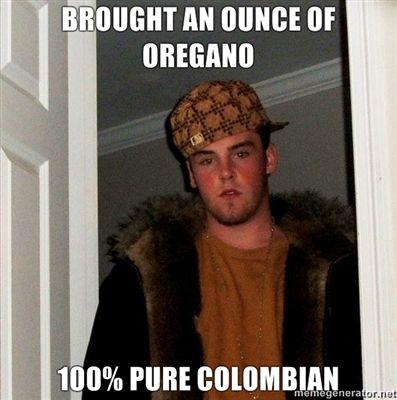 BROUGHT AN OUNCE OF
OREGANO
100% PURE COLOMBIAN
memegenerator.net